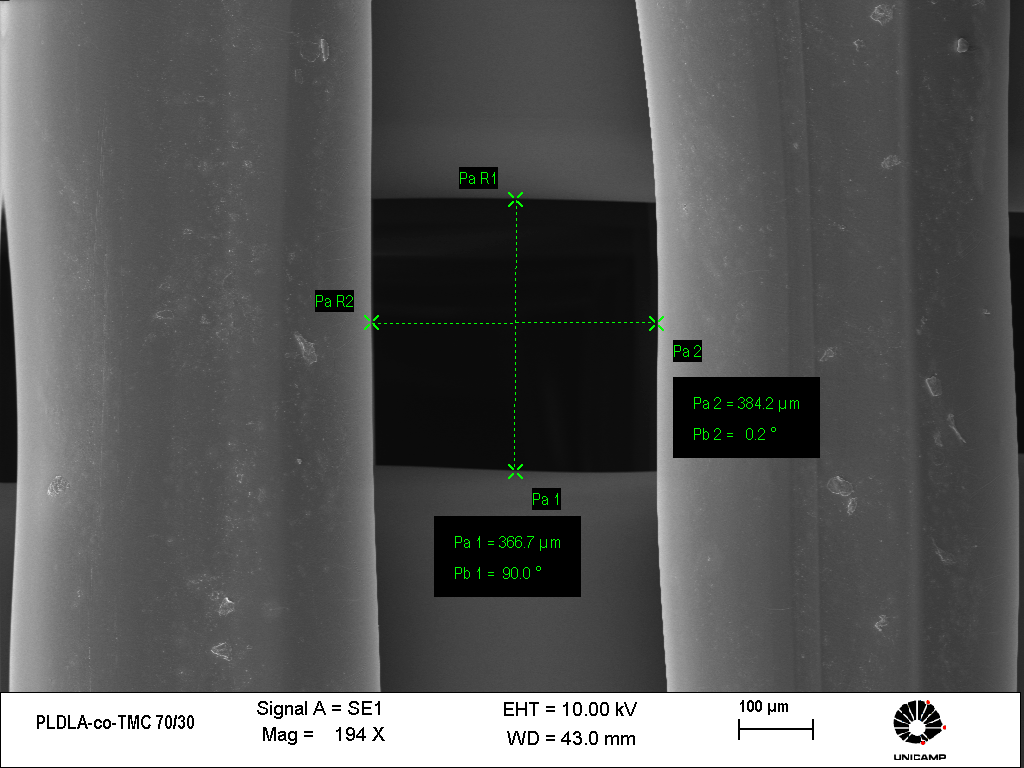 Pa R1
Pa R2
Pa 2
Pa 2 = 384.2 µm
Pb 2 = 0.2 °
Pa 1
Pa 1 = 366.7 µm
Pb 1 = 90.0 °
PLDLA-co-TMC 70/30
Signal A = SE1
Mag = 194 X
EHT = 10.00 kV
WD = 43.0 mm
100 µm
UNICAMP